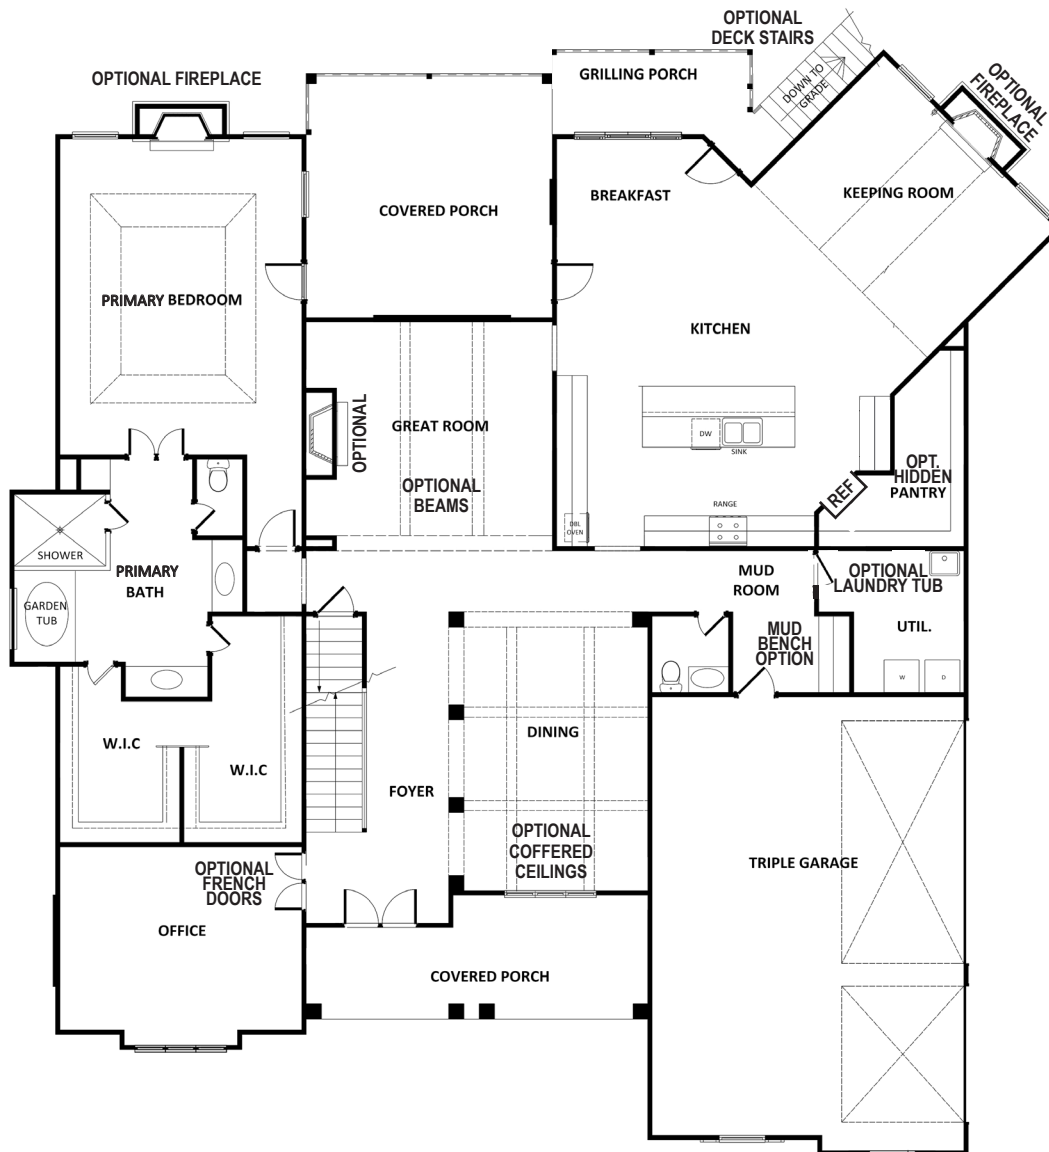 OPTIONAL
DECK STAIRS
OPTIONAL FIREPLACE
GRILLING PORCH
DOWN TO
GRADE
OPTIONAL
FIREPLACE
BREAKFAST
KEEPING ROOM
COVERED PORCH
PRIMARY BEDROOM
KITCHEN
GREAT ROOM
OPTIONAL
DW
SINK
OPTIONAL
BEAMS
OPT.
HIDDEN
PANTRY
REF
RANGE
DBL
OVEN
SHOWER
PRIMARY
BATH
MUD
ROOM
OPTIONAL
LAUNDRY TUB
GARDEN
TUB
MUD
BENCH
OPTION
UTIL.
W
D
W.I.C
W.I.C
DINING
FOYER
OPTIONAL
COFFERED
CEILINGS
TRIPLE GARAGE
OPTIONAL
FRENCH
DOORS
OFFICE
COVERED PORCH